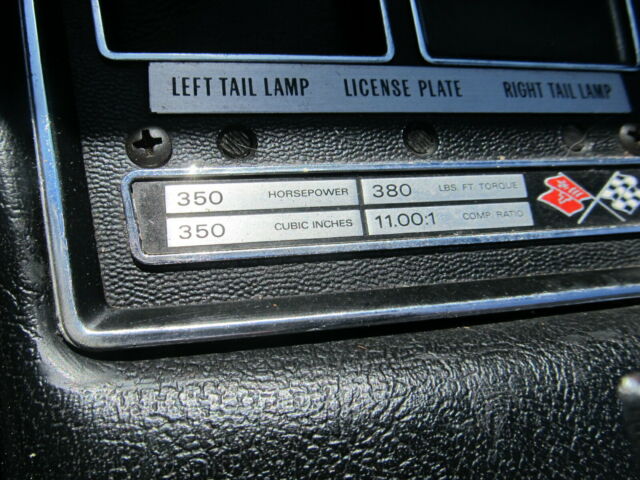 LEFT TAIL LAMP LICENSE PLATE RIGHT TAIL LAMP
350 HORSEPOWER 380 LBS. FT. TORQUE
350 CUBIC INCHES 11.00:1 COMP. RATIO